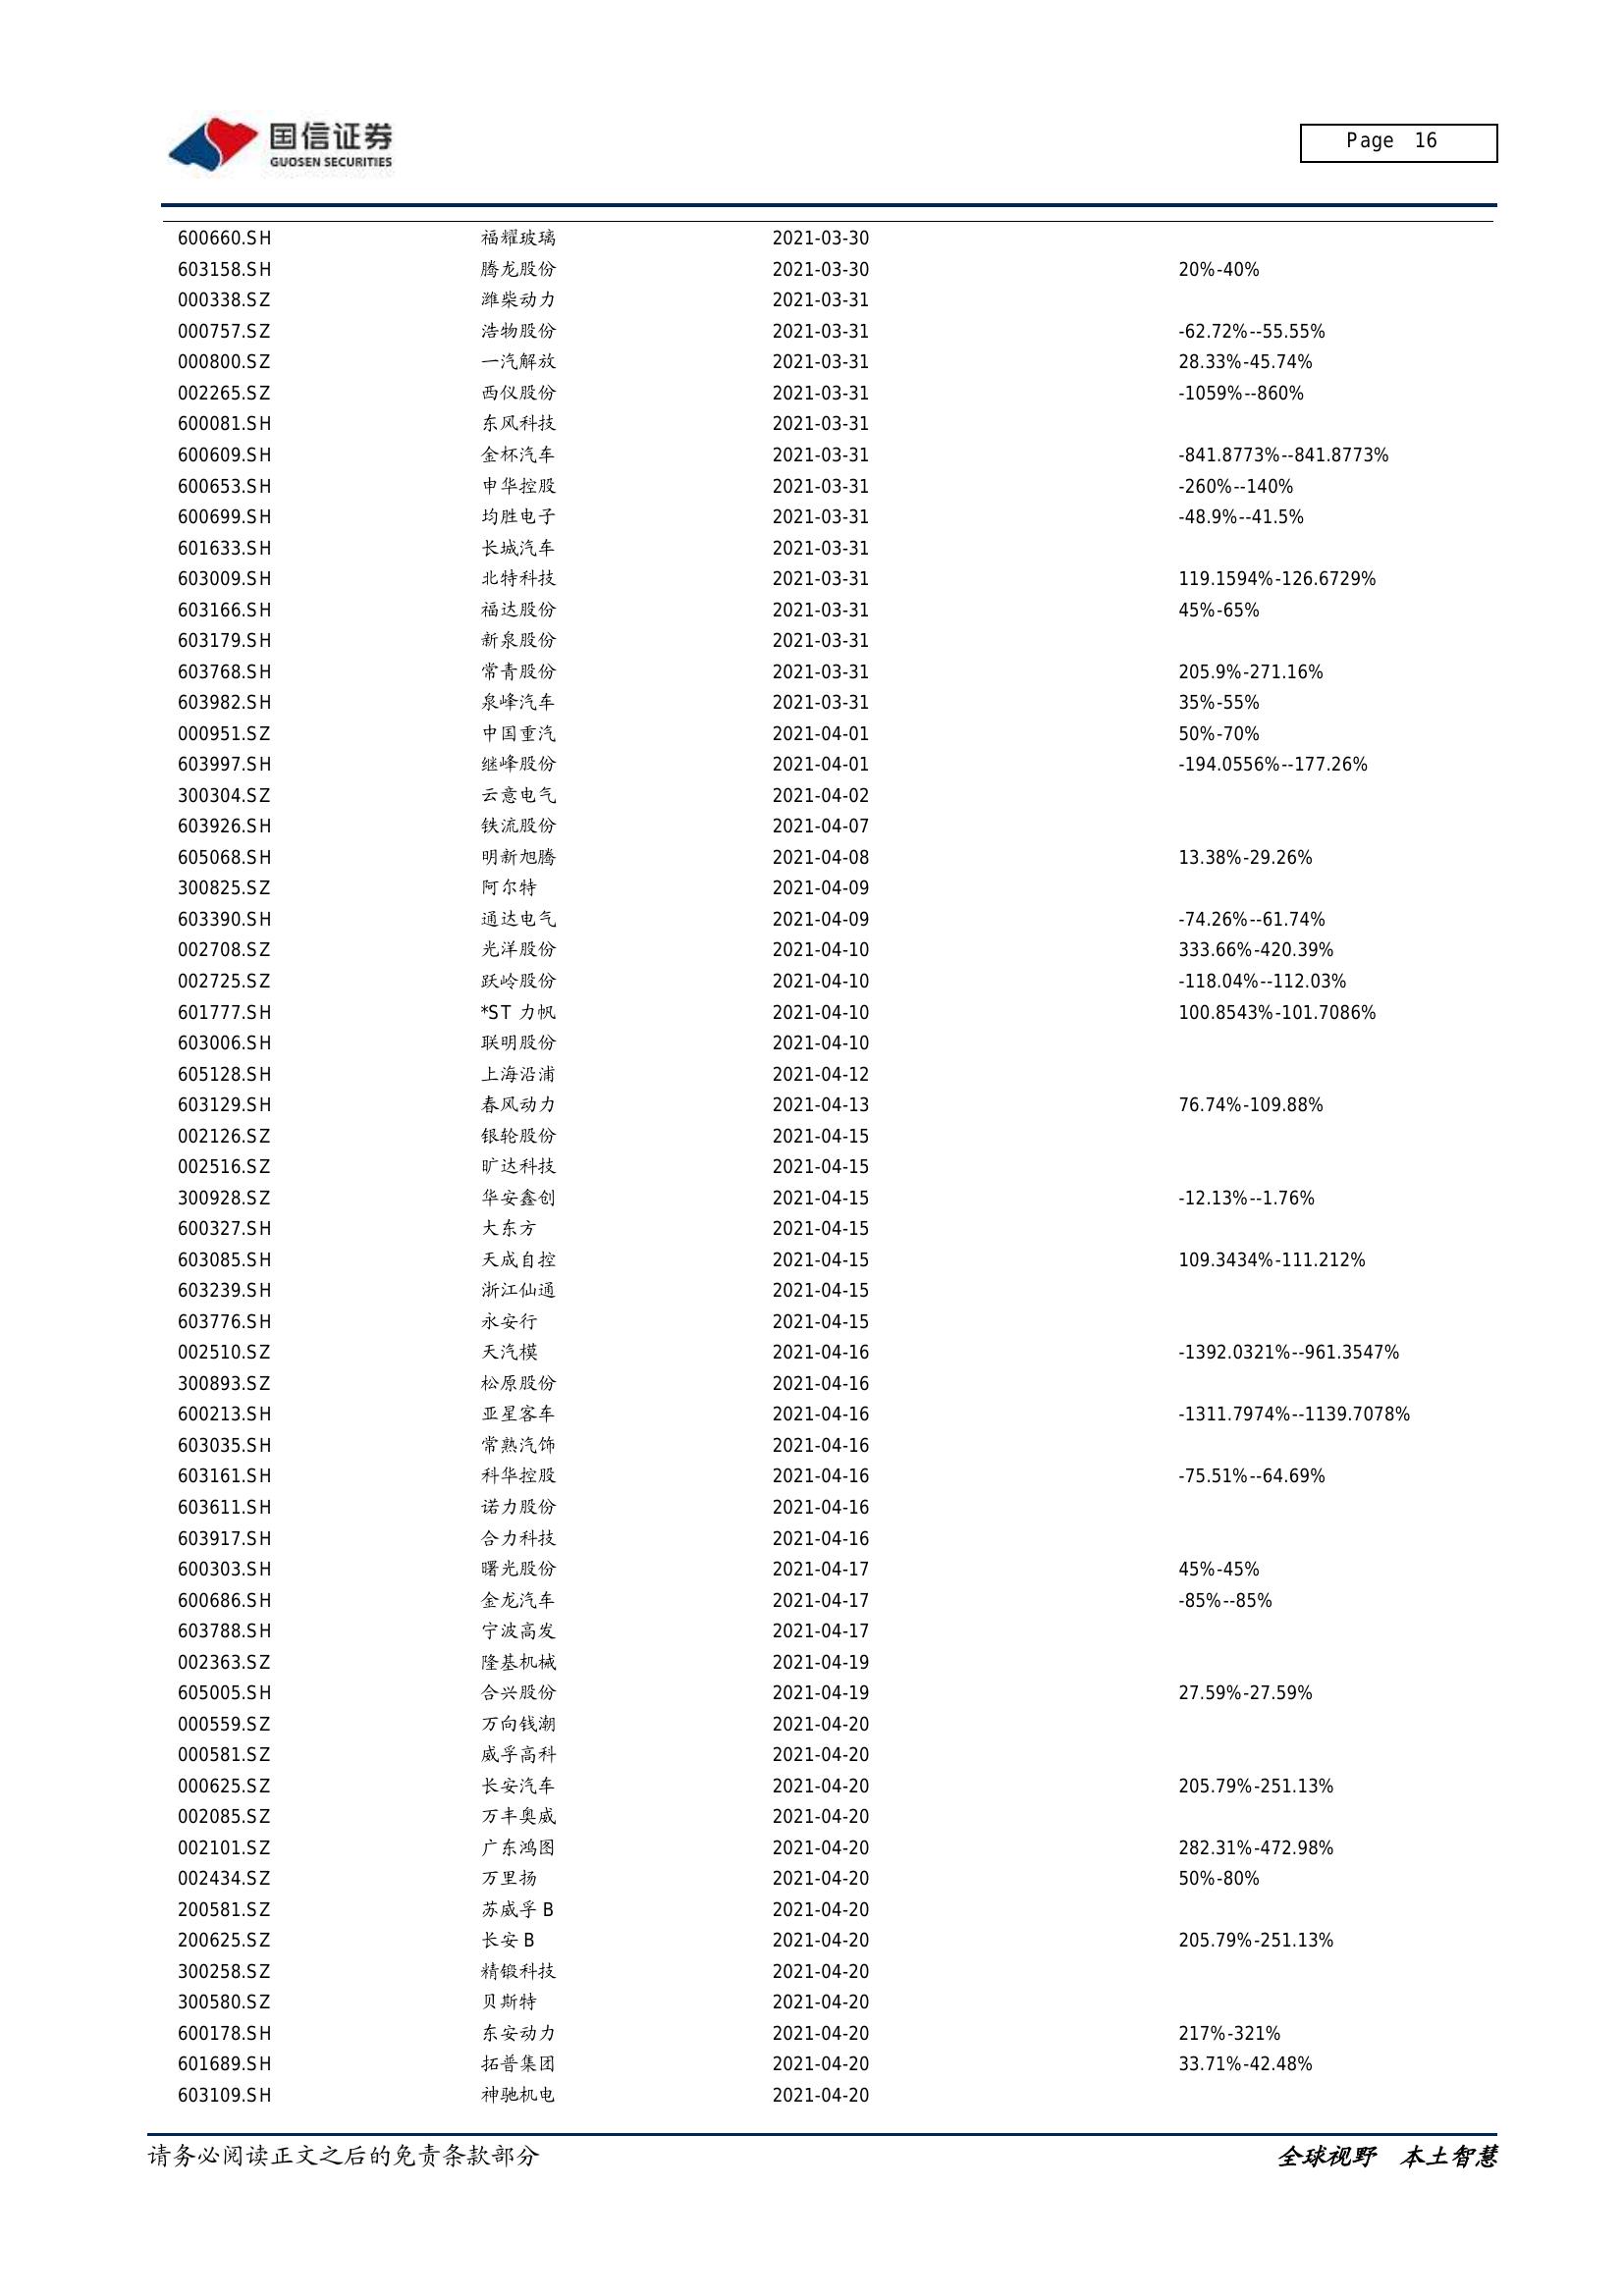 国信证券
GUOSEN SECURITIES
Page 16
600660.SH 福耀玻璃 2021-03-30
603158.SH 腾龙股份 2021-03-30 20%-40%
000338.SZ 潍柴动力 2021-03-31
000757.SZ 浩物股份 2021-03-31 -62.72%--55.55%
000800.SZ 一汽解放 2021-03-31 28.33%-45.74%
002265.SZ 西仪股份 2021-03-31 -1059%--860%
600081.SH 东风科技 2021-03-31
600609.SH 金杯汽车 2021-03-31 -841.8773%--841.8773%
600653.SH 申华控股 2021-03-31 -260%--140%
600699.SH 均胜电子 2021-03-31 -48.9%--41.5%
601633.SH 长城汽车 2021-03-31
603009.SH 北特科技 2021-03-31 119.1594%-126.6729%
603166.SH 福达股份 2021-03-31 45%-65%
603179.SH 新泉股份 2021-03-31
603768.SH 常青股份 2021-03-31 205.9%-271.16%
603982.SH 泉峰汽车 2021-03-31 35%-55%
000951.SZ 中国重汽 2021-04-01 50%-70%
603997.SH 继峰股份 2021-04-01 -194.0556%--177.26%
300304.SZ 云意电气 2021-04-02
603926.SH 铁流股份 2021-04-07
605068.SH 明新旭腾 2021-04-08 13.38%-29.26%
300825.SZ 阿尔特 2021-04-09
603390.SH 通达电气 2021-04-09 -74.26%--61.74%
002708.SZ 光洋股份 2021-04-10 333.66%-420.39%
002725.SZ 跃岭股份 2021-04-10 -118.04%--112.03%
601777.SH *ST 力帆 2021-04-10 100.8543%-101.7086%
603006.SH 联明股份 2021-04-10
605128.SH 上海沿浦 2021-04-12
603129.SH 春风动力 2021-04-13 76.74%-109.88%
002126.SZ 银轮股份 2021-04-15
002516.SZ 旷达科技 2021-04-15
300928.SZ 华安鑫创 2021-04-15 -12.13%--1.76%
600327.SH 大东方 2021-04-15
603085.SH 天成自控 2021-04-15 109.3434%-111.212%
603239.SH 浙江仙通 2021-04-15
603776.SH 永安行 2021-04-15
002510.SZ 天汽模 2021-04-16 -1392.0321%--961.3547%
300893.SZ 松原股份 2021-04-16
600213.SH 亚星客车 2021-04-16 -1311.7974%--1139.7078%
603035.SH 常熟汽饰 2021-04-16
603161.SH 科华控股 2021-04-16 -75.51%--64.69%
603611.SH 诺力股份 2021-04-16
603917.SH 合力科技 2021-04-16
600303.SH 曙光股份 2021-04-17 45%-45%
600686.SH 金龙汽车 2021-04-17 -85%--85%
603788.SH 宁波高发 2021-04-17
002363.SZ 隆基机械 2021-04-19
605005.SH 合兴股份 2021-04-19 27.59%-27.59%
000559.SZ 万向钱潮 2021-04-20
000581.SZ 威孚高科 2021-04-20
000625.SZ 长安汽车 2021-04-20 205.79%-251.13%
002085.SZ 万丰奥威 2021-04-20
002101.SZ 广东鸿图 2021-04-20 282.31%-472.98%
002434.SZ 万里扬 2021-04-20 50%-80%
200581.SZ 苏威孚 B 2021-04-20
200625.SZ 长安 B 2021-04-20 205.79%-251.13%
300258.SZ 精锻科技 2021-04-20
300580.SZ 贝斯特 2021-04-20
600178.SH 东安动力 2021-04-20 217%-321%
601689.SH 拓普集团 2021-04-20 33.71%-42.48%
603109.SH 神驰机电 2021-04-20
请务必阅读正文之后的免责条款部分 全球视野 本土智慧